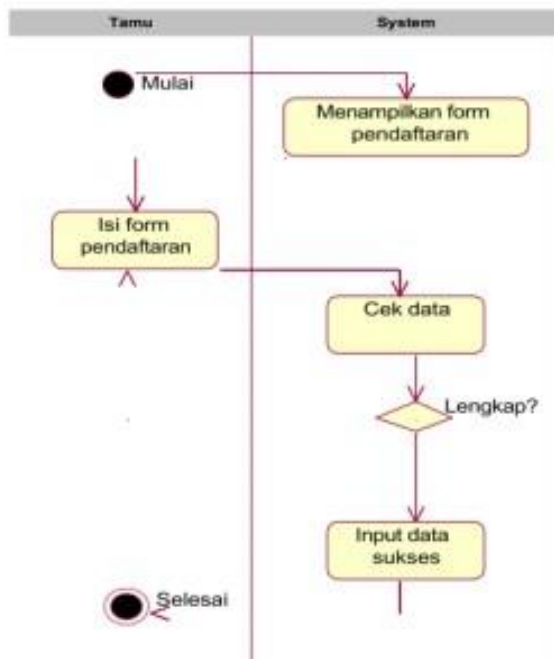 Tamu
System
Mulai
Menampilkan form
pendaftaran
Isi form
pendaftaran
Cek data
Lengkap?
Input data
sukses
Selesai